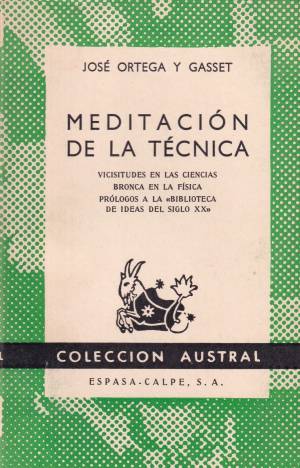 JOSÉ ORTEGA Y GASSET
MEDITACIÓN
DE LA TÉCNICA
VICISITUDES EN LAS CIENCIAS
BRONCA EN LA FÍSICA
PRÓLOGOS A LA «BIBLIOTECA
DE IDEAS DEL SIGLO XX»
COLECCION AUSTRAL
ESPASA-CALPE, S. A.